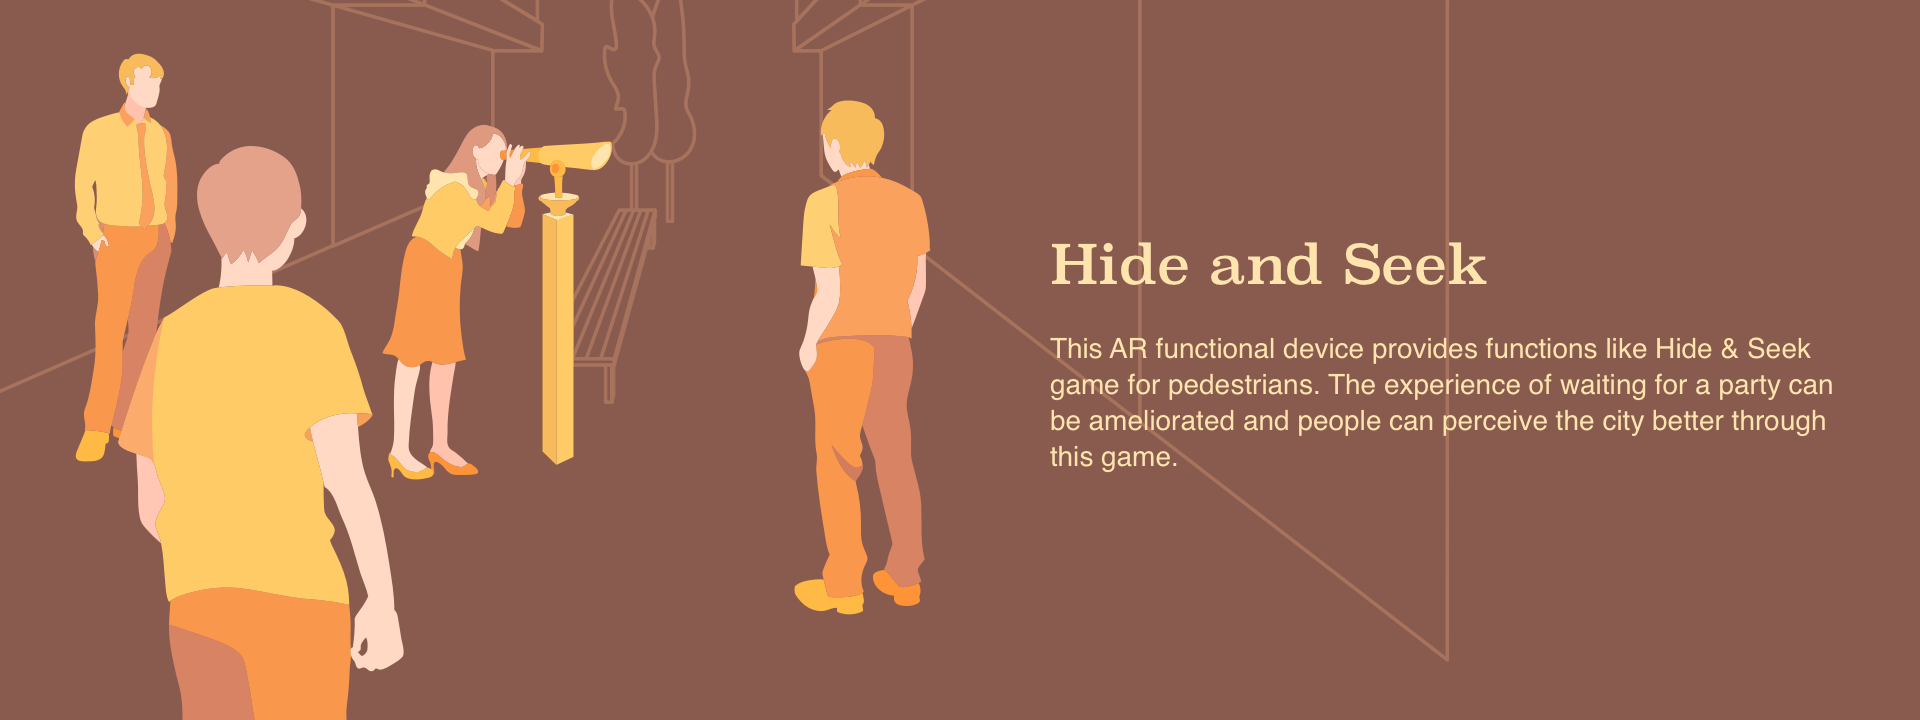 Hide and Seek
This AR functional device provides functions like Hide & Seek
game for pedestrians. The experience of waiting for a party can
be ameliorated and people can perceive the city better through
this game.